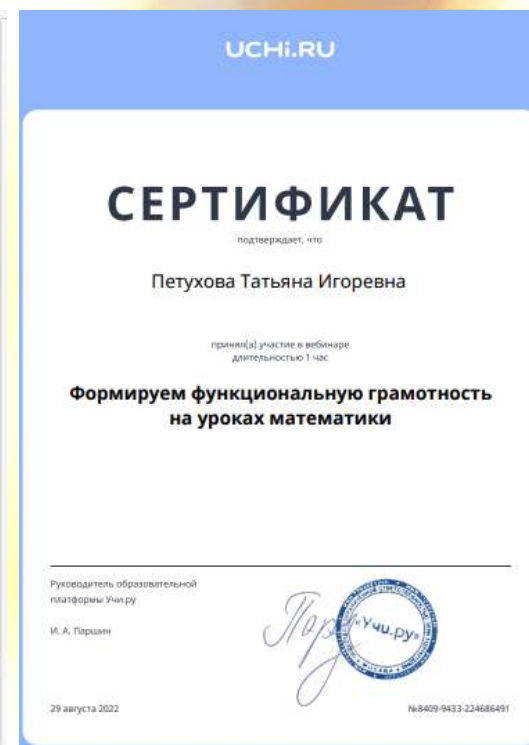 UCHi.RU
СЕРТИФИКАТ
подтверждает, что
Петухова Татьяна Игоревна
принял(а) участие в вебинаре
длительностью 1 час
Формируем функциональную грамотность
на уроках математики
Руководитель образовательной
платформы Учи.ру
И. А. Паршин
«Учи.ру»
29 августа 2022
№8409-9433-224686491